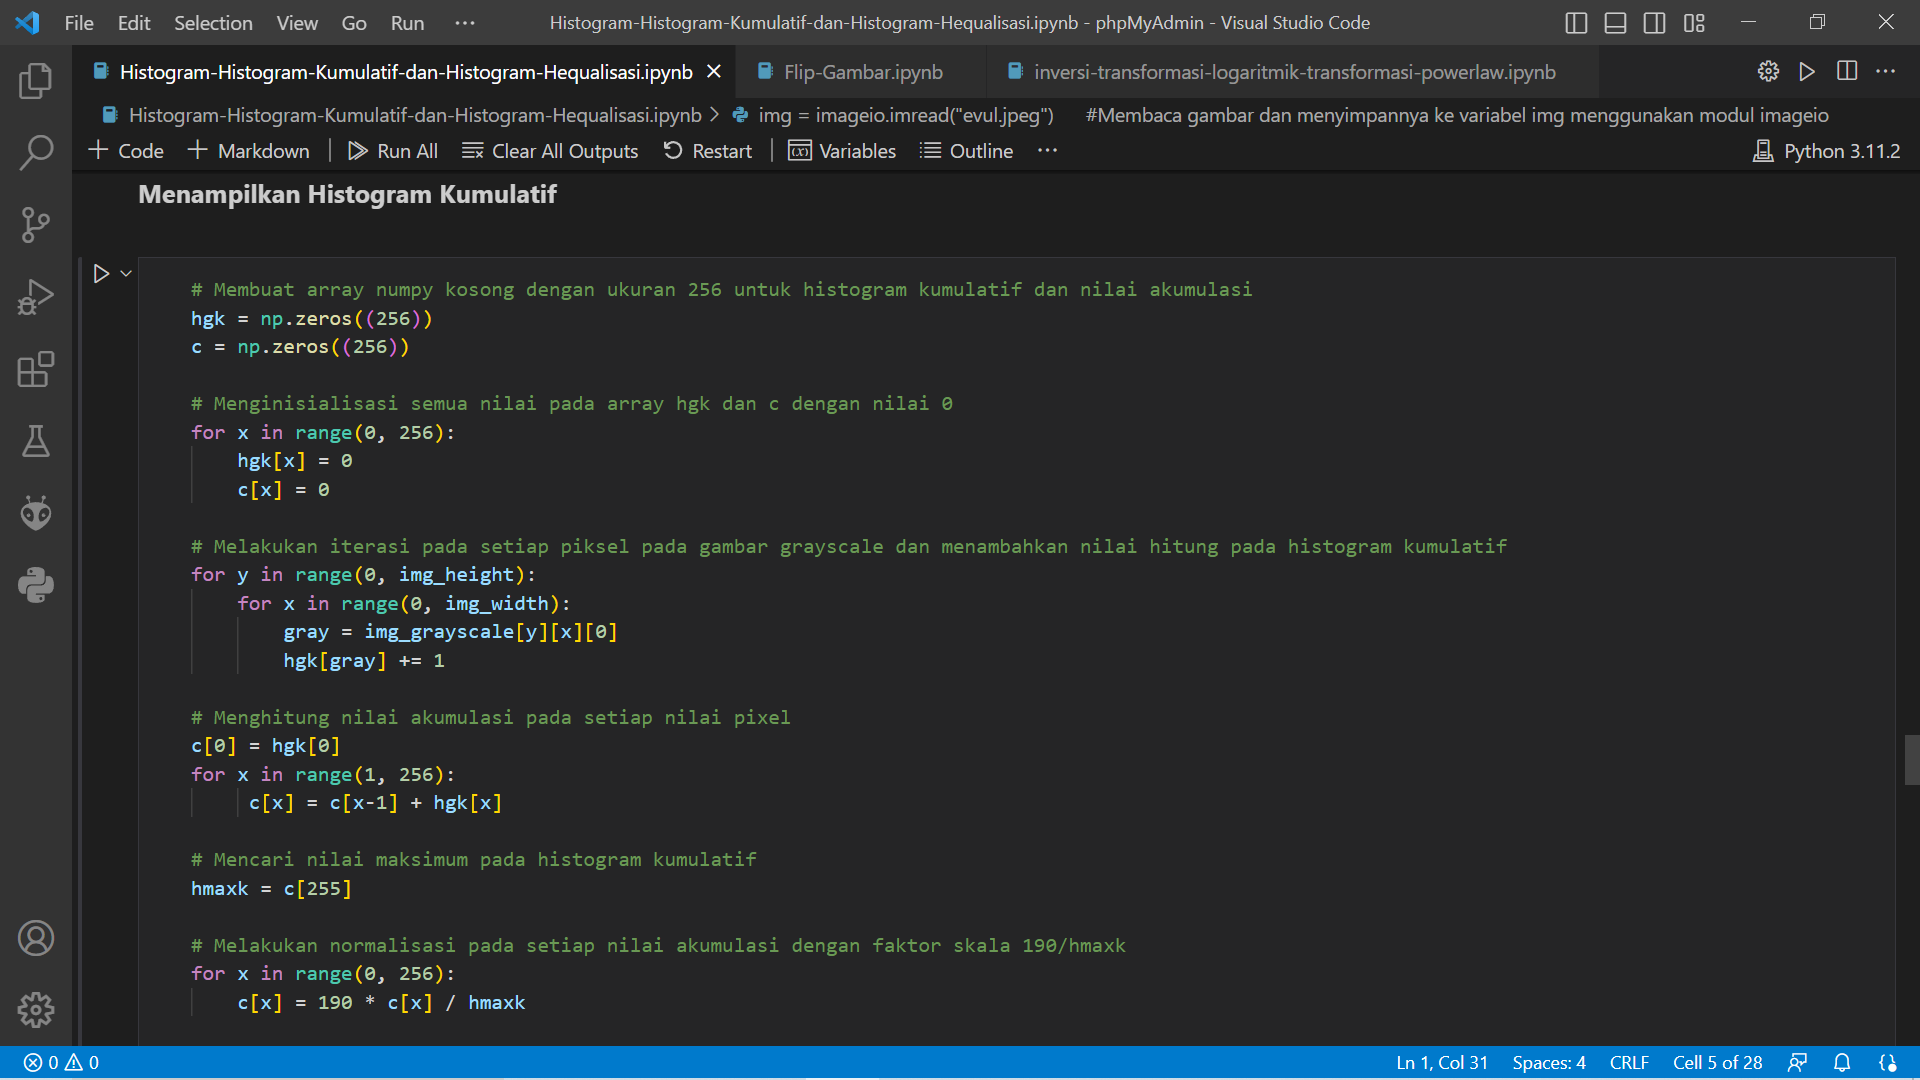 File Edit Selection View Go Run ··· Histogram-Histogram-Kumulatif-dan-Histogram-Hequalisasi.ipynb - phpMyAdmin - Visual Studio Code
Histogram-Histogram-Kumulatif-dan-Histogram-Hequalisasi.ipynb Flip-Gambar.ipynb inversi-transformasi-logaritmik-transformasi-powerlaw.ipynb
Histogram-Histogram-Kumulatif-dan-Histogram-Hequalisasi.ipynb > img = imageio.imread("evul.jpeg") #Membaca gambar dan menyimpannya ke variabel img menggunakan modul imageio
+ Code + Markdown Run All Clear All Outputs Restart Variables Outline ··· Python 3.11.2
Menampilkan Histogram Kumulatif
# Membuat array numpy kosong dengan ukuran 256 untuk histogram kumulatif dan nilai akumulasi
hgk = np.zeros((256))
c = np.zeros((256))
# Menginisialisasi semua nilai pada array hgk dan c dengan nilai 0
for x in range(0, 256):
    hgk[x] = 0
    c[x] = 0
# Melakukan iterasi pada setiap piksel pada gambar grayscale dan menambahkan nilai hitung pada histogram kumulatif
for y in range(0, img_height):
    for x in range(0, img_width):
        gray = img_grayscale[y][x][0]
        hgk[gray] += 1
# Menghitung nilai akumulasi pada setiap nilai pixel
c[0] = hgk[0]
for x in range(1, 256):
     c[x] = c[x-1] + hgk[x]
# Mencari nilai maksimum pada histogram kumulatif
hmaxk = c[255]
# Melakukan normalisasi pada setiap nilai akumulasi dengan faktor skala 190/hmaxk
for x in range(0, 256):
    c[x] = 190 * c[x] / hmaxk
0 0 Ln 1, Col 31 Spaces: 4 CRLF Cell 5 of 28